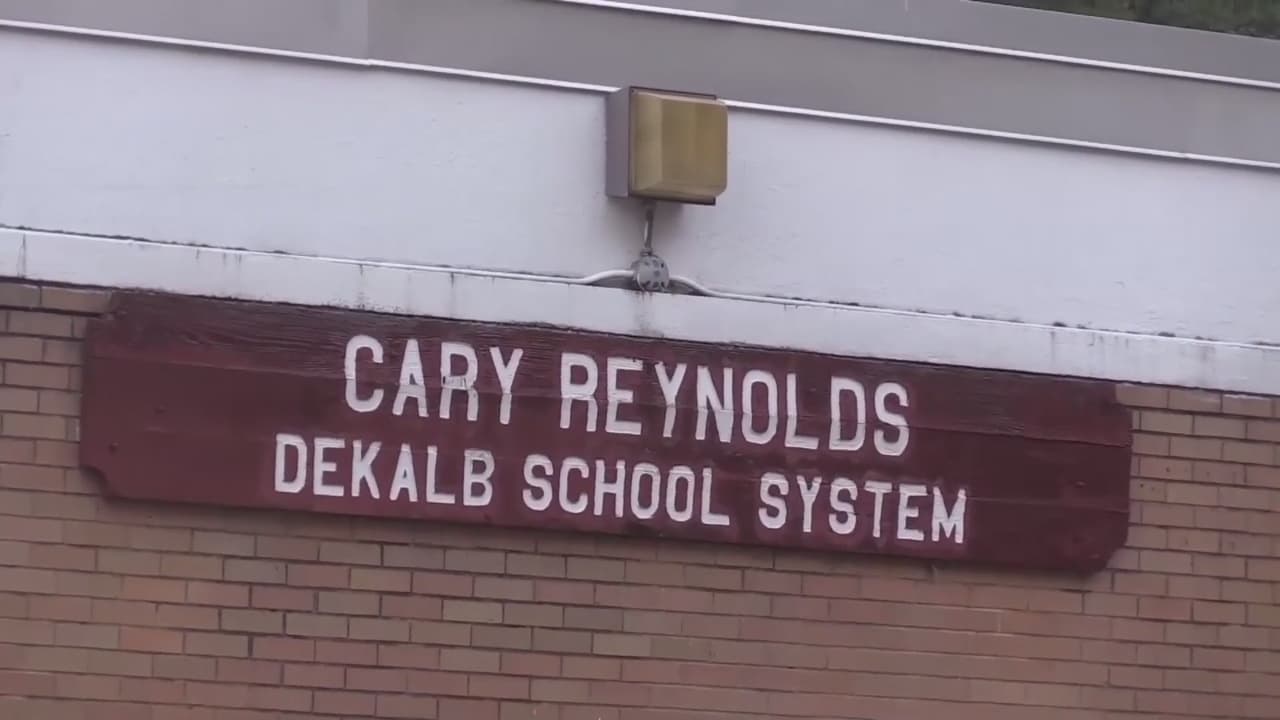 CARY REYNOLDS
DEKALB SCHOOL SYSTEM